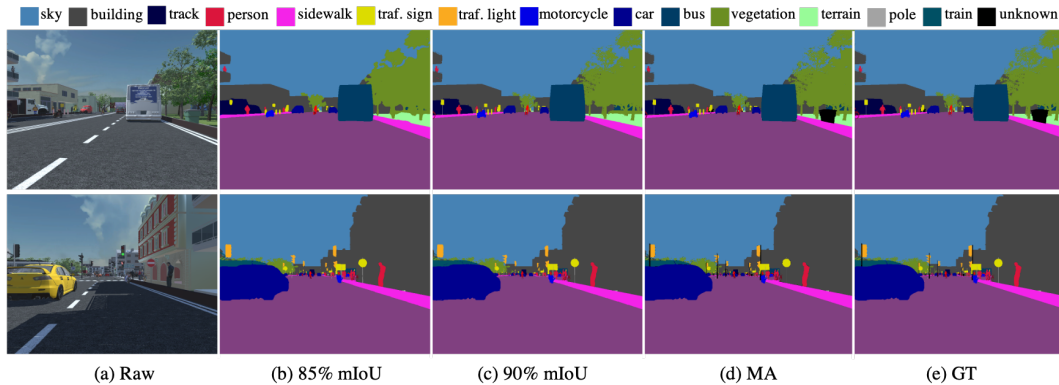 sky building track person sidewalk traf. sign traf. light motorcycle car bus vegetation terrain pole train unknown
(a) Raw (b) 85% mIoU (c) 90% mIoU (d) MA (e) GT